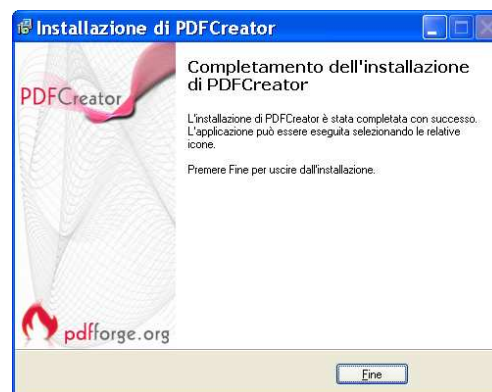 Installazione di PDFCreator
PDFCreator
Completamento dell'installazione
di PDFCreator
L'installazione di PDFCreator è stata completata con successo.
L'applicazione può essere eseguita selezionando le relative
icone.
Premere Fine per uscire dall'installazione.
pdfforge.org
Fine